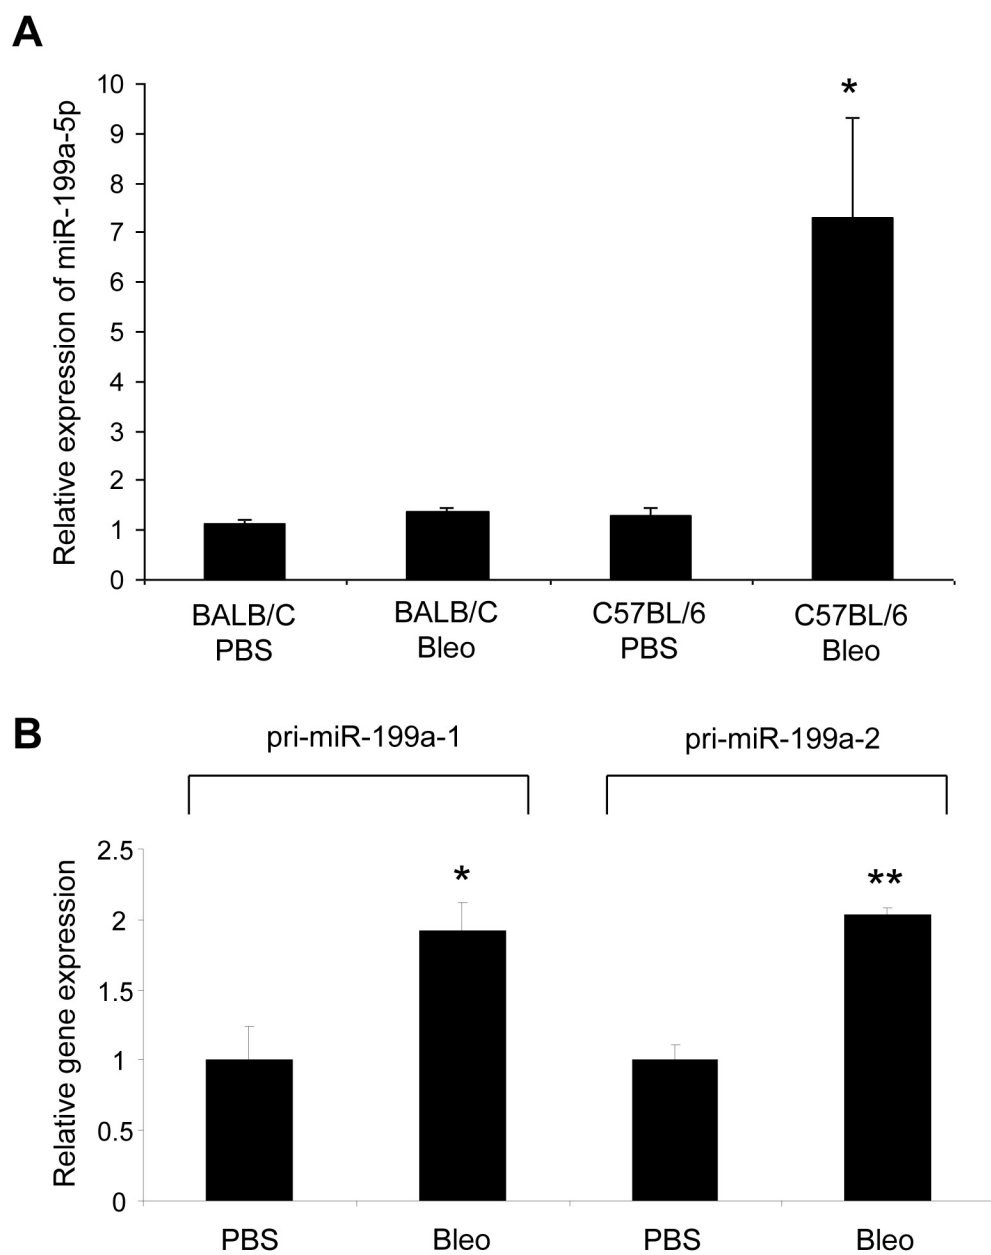 A
Relative expression of miR-199a-5p
10
9
8
7
6
5
4
3
2
1
0
*
BALB/C
PBS
BALB/C
Bleo
C57BL/6
PBS
C57BL/6
Bleo
B
pri-miR-199a-1
pri-miR-199a-2
Relative gene expression
2.5
2
1.5
1
0.5
0
*
**
PBS
Bleo
PBS
Bleo